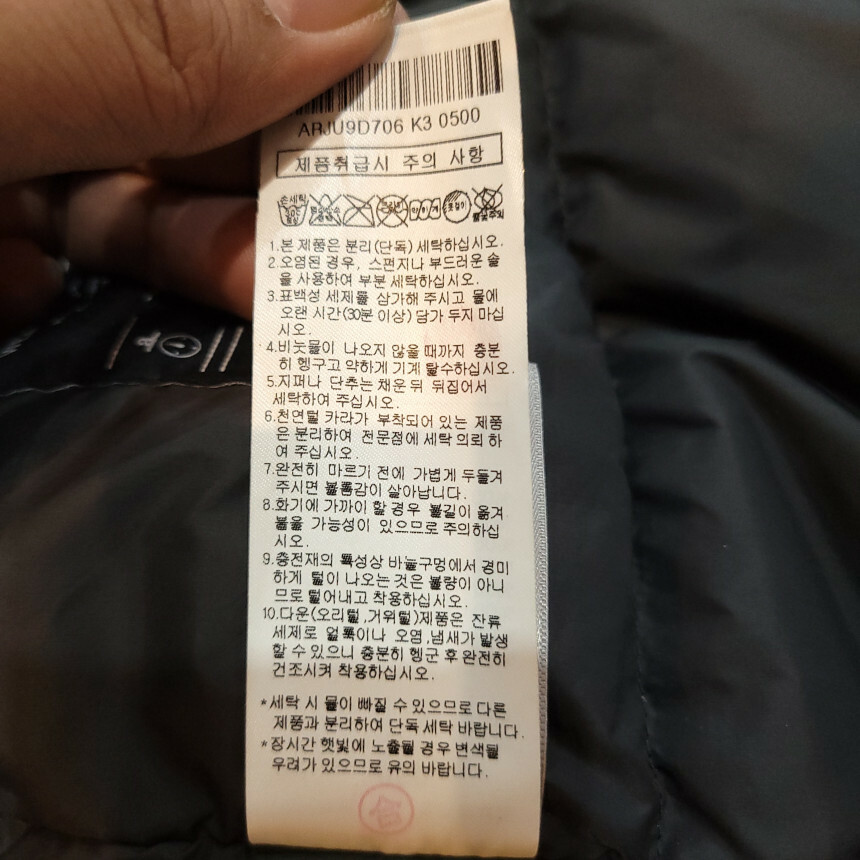 ARJU9D706 K3 0500
제품취급시 주의 사항
손세탁
약하게
1.본 제품은 분리(단독) 세탁하십시오.
2.오염된 경우, 스펀지나 부드러운 솔
을 사용하여 부분 세탁하십시오.
3.표백성 세제를 삼가해 주시고 물에
오랜 시간(30분 이상) 담가 두지 마십
시오.
4.비눗물이 나오지 않을 때까지 충분
히 헹구고 약하게 기계 탈수하십시오.
5.지퍼나 단추는 채운 뒤 뒤집어서
세탁하여 주십시오.
6.천연털 카라가 부착되어 있는 제품
은 분리하여 전문점에 세탁 의뢰 하
여 주십시오.
7.완전히 마르기 전에 가볍게 두들겨
주시면 볼륨감이 살아납니다.
8.화기에 가까이 할 경우 불길이 옮겨
붙을 가능성이 있으므로 주의하십
시오.
9.충전재의 특성상 바늘구멍에서 경미
하게 털이 나오는 것은 불량이 아니
므로 털어내고 착용하십시오.
10.다운(오리털,거위털)제품은 잔류
세제로 얼룩이나 오염,냄새가 발생
할 수 있으니 충분히 헹군 후 완전히
건조시켜 착용하십시오.
*세탁 시 물이 빠질 수 있으므로 다른
제품과 분리하여 단독 세탁 바랍니다.
*장시간 햇빛에 노출될 경우 변색될
우려가 있으므로 유의 바랍니다.